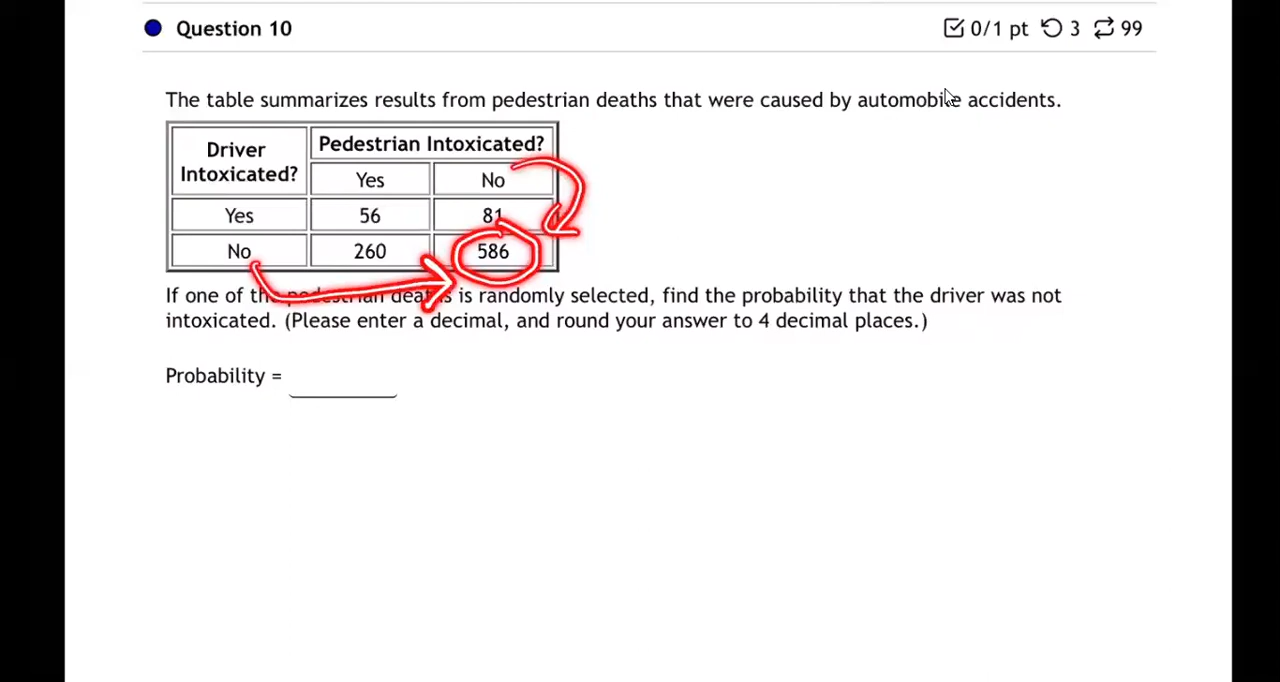 Question 10
0/1 pt 3 99
The table summarizes results from pedestrian deaths that were caused by automobile accidents.
Driver Intoxicated? Pedestrian Intoxicated?
Yes No
Yes 56 81
No 260 586
If one of the pedestrian deaths is randomly selected, find the probability that the driver was not
intoxicated. (Please enter a decimal, and round your answer to 4 decimal places.)
Probability =